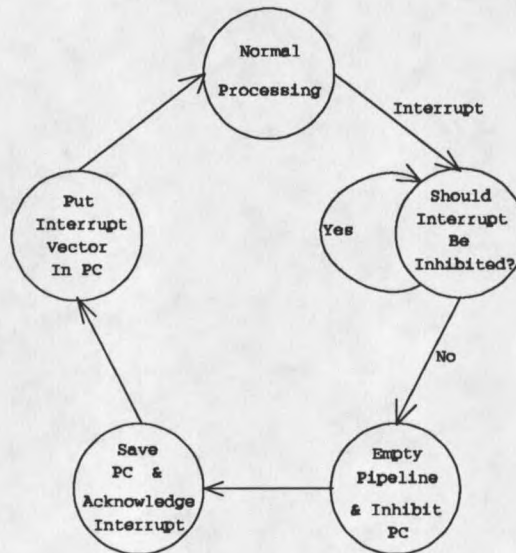 Normal
Processing
Interrupt
Should
Interrupt
Be
Inhibited?
Yes
No
Empty
Pipeline
& Inhibit
PC
Save
PC &
Acknowledge
Interrupt
Put
Interrupt
Vector
In PC